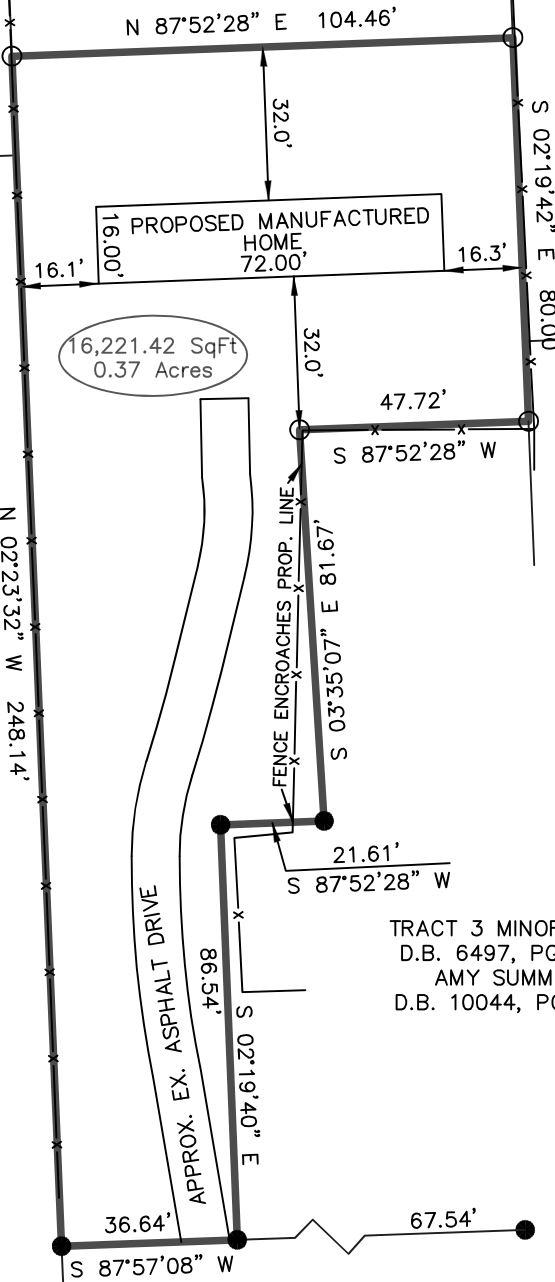 N 87°52'28" E 104.46'
32.0'
S 02°19'42" E 80.00
PROPOSED MANUFACTURED
HOME
72.00'
16.00'
16.1'
16.3'
16,221.42 SqFt
0.37 Acres
32.0'
47.72'
S 87°52'28" W
FENCE ENCROACHES PROP. LINE
S 03°35'07" E 81.67'
N 02°23'32" W 248.14'
21.61'
S 87°52'28" W
TRACT 3 MINOR
D.B. 6497, PG
AMY SUMM
D.B. 10044, PG
86.54'
S 02°19'40" E
APPROX. EX. ASPHALT DRIVE
36.64'
S 87°57'08" W
67.54'